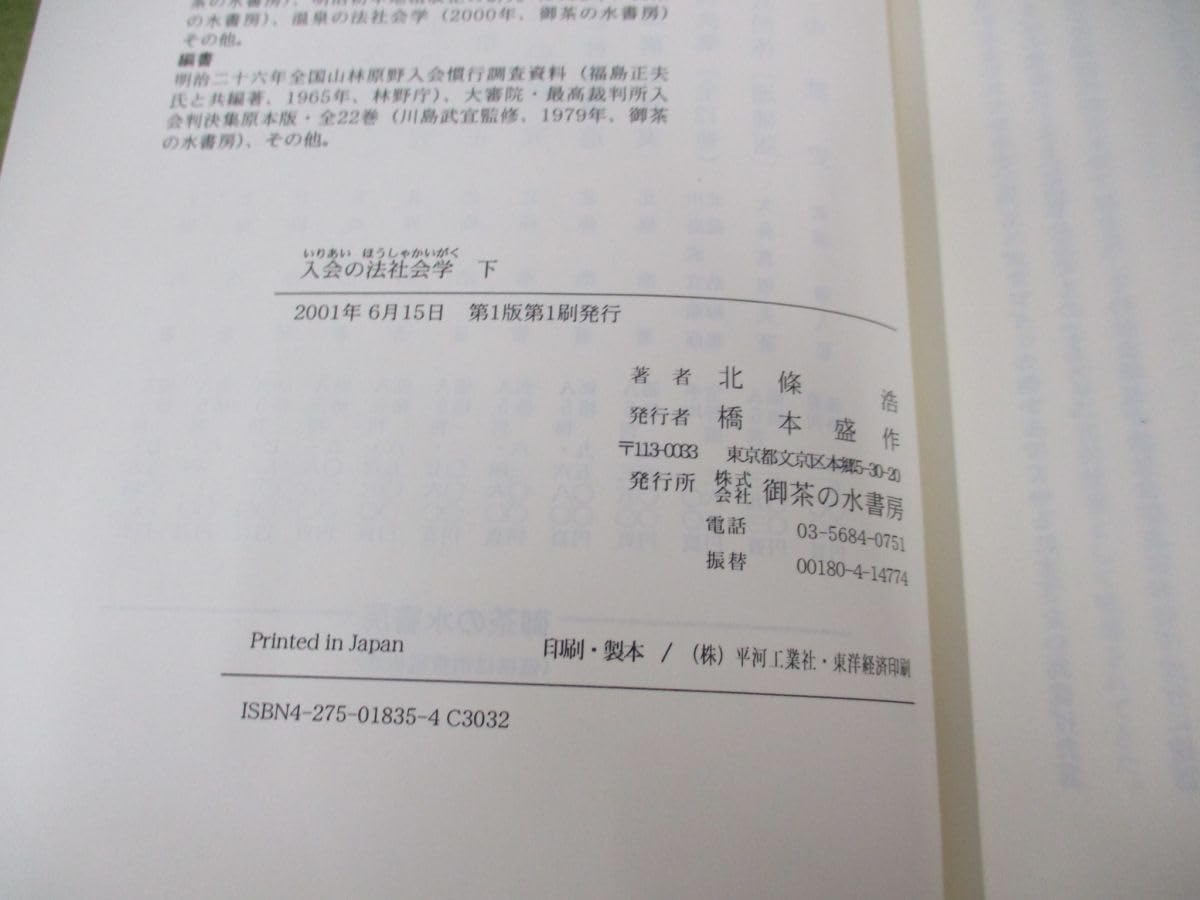 の水書房)、温泉の法社会学(2000年、御茶の水書房)
その他。
編書
明治二十六年全国山林原野入会慣行調査資料(福島正夫
氏と共編著、1965年、林野庁)、大審院・最高裁判所入
会判決集原本版・全22巻(川島武宜監修、1979年、御茶
の水書房)、その他。
いりあい ほうしゃかいがく
入会の法社会学 下
2001年6月15日 第1版第1刷発行
著者 北條 浩
発行者 橋本盛作
〒113-0033 東京都文京区本郷5-30-20
発行所 株式会社 御茶の水書房
電話 03-5684-0751
振替 00180-4-14774
Printed in Japan 印刷・製本 / (株)平河工業社・東洋経済印刷
ISBN4-275-01835-4 C3032